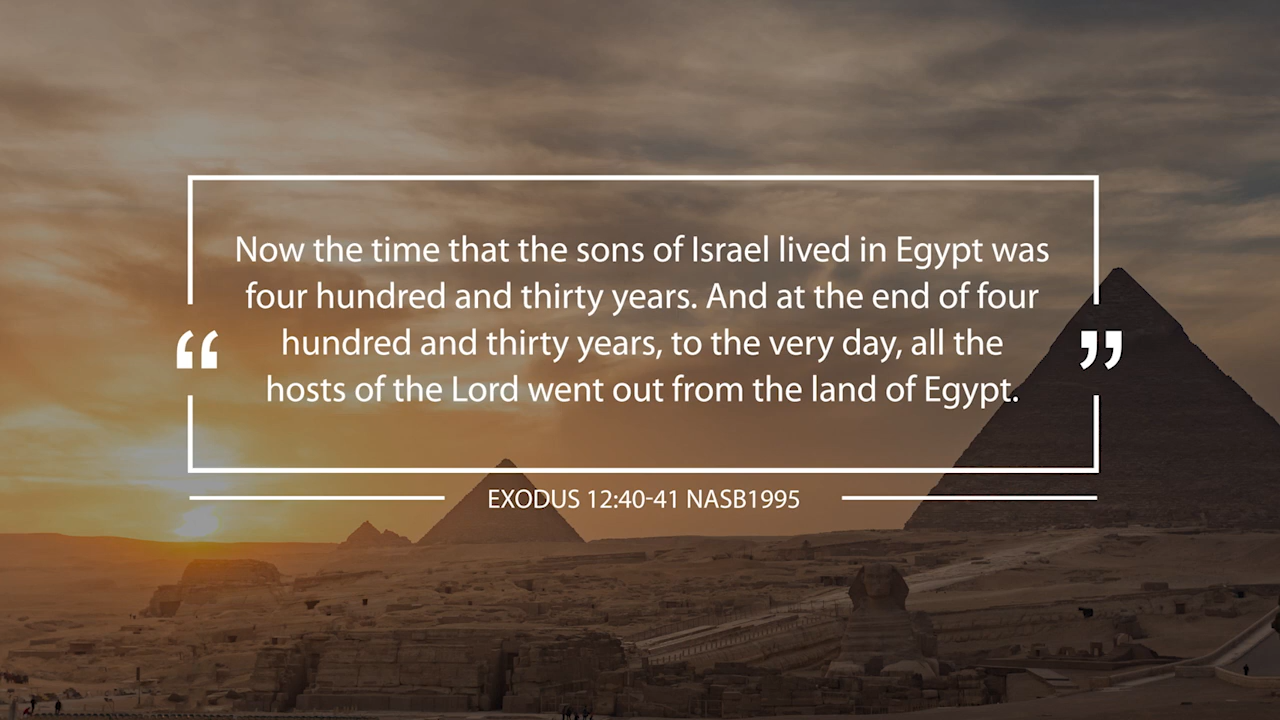 Now the time that the sons of Israel lived in Egypt was
four hundred and thirty years. And at the end of four
“ hundred and thirty years, to the very day, all the ”
hosts of the Lord went out from the land of Egypt.
EXODUS 12:40-41 NASB1995